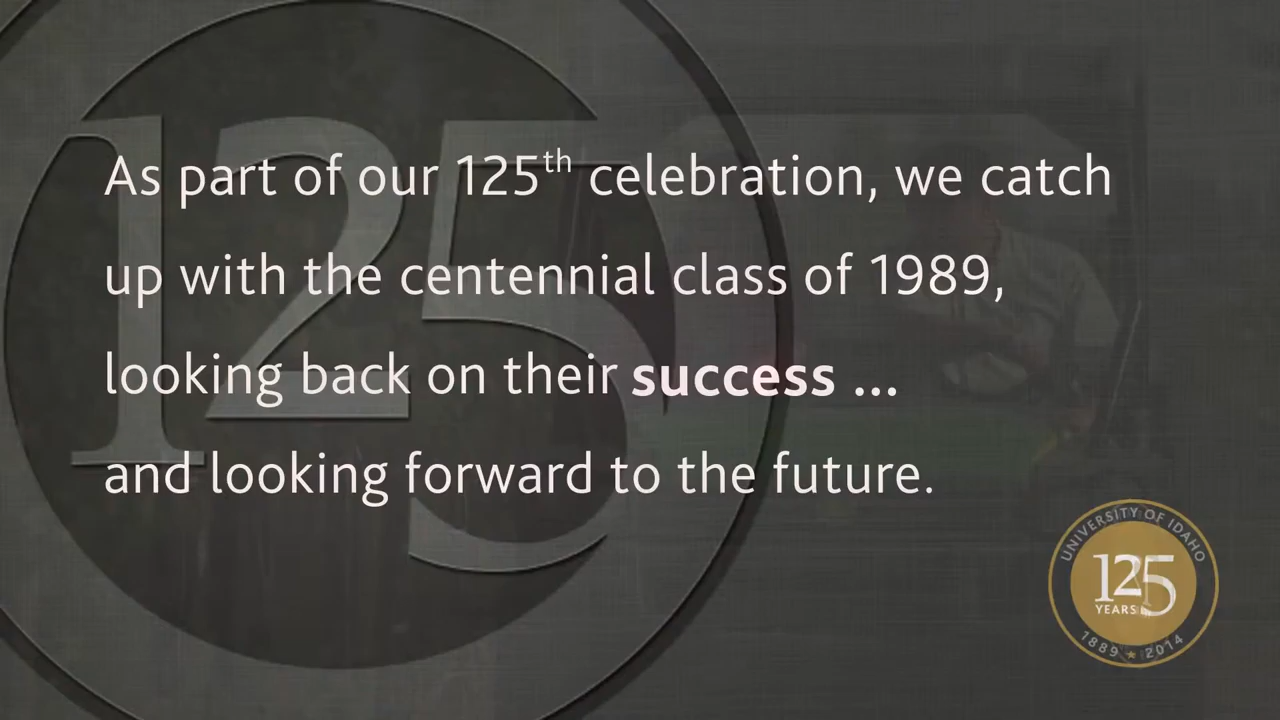 As part of our 125th celebration, we catch
up with the centennial class of 1989,
looking back on their success ...
and looking forward to the future.
125
UNIVERSITY OF IDAHO
125
YEARS
1889 ★ 2014